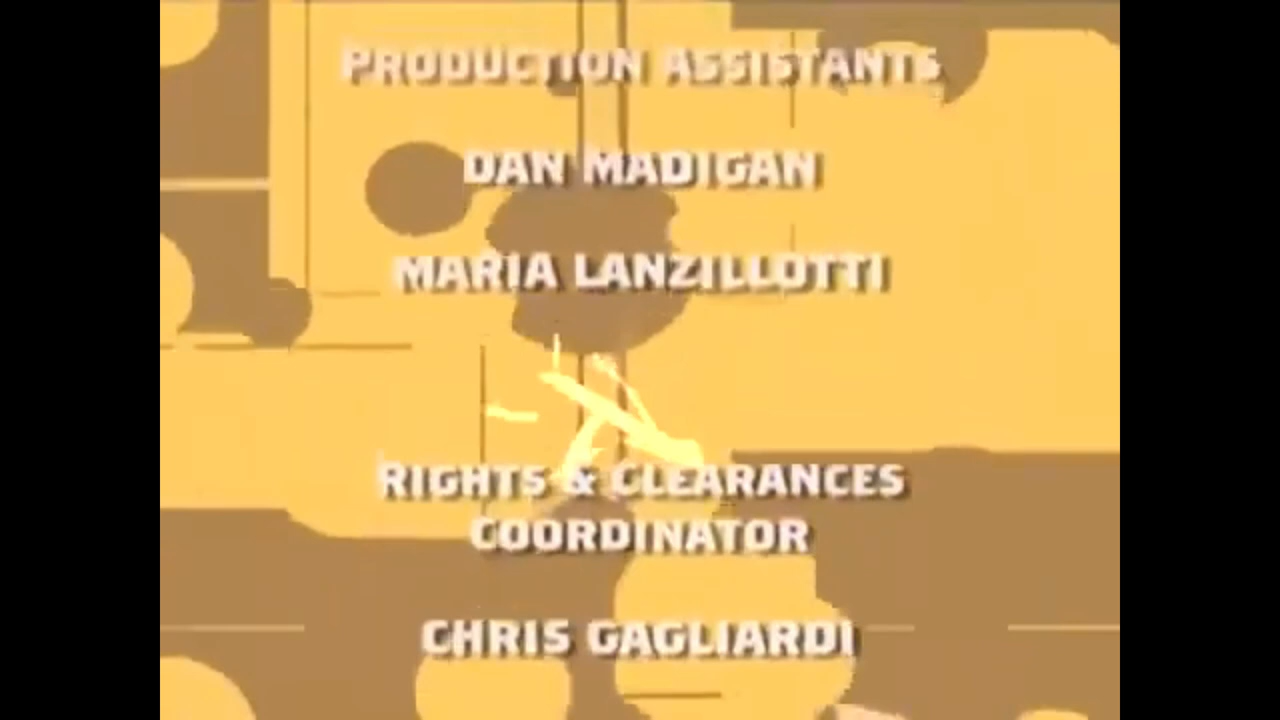 PRODUCTION ASSISTANTS
DAN MADIGAN
MARIA LANZILLOTTI
RIGHTS & CLEARANCES
COORDINATOR
CHRIS GAGLIARDI